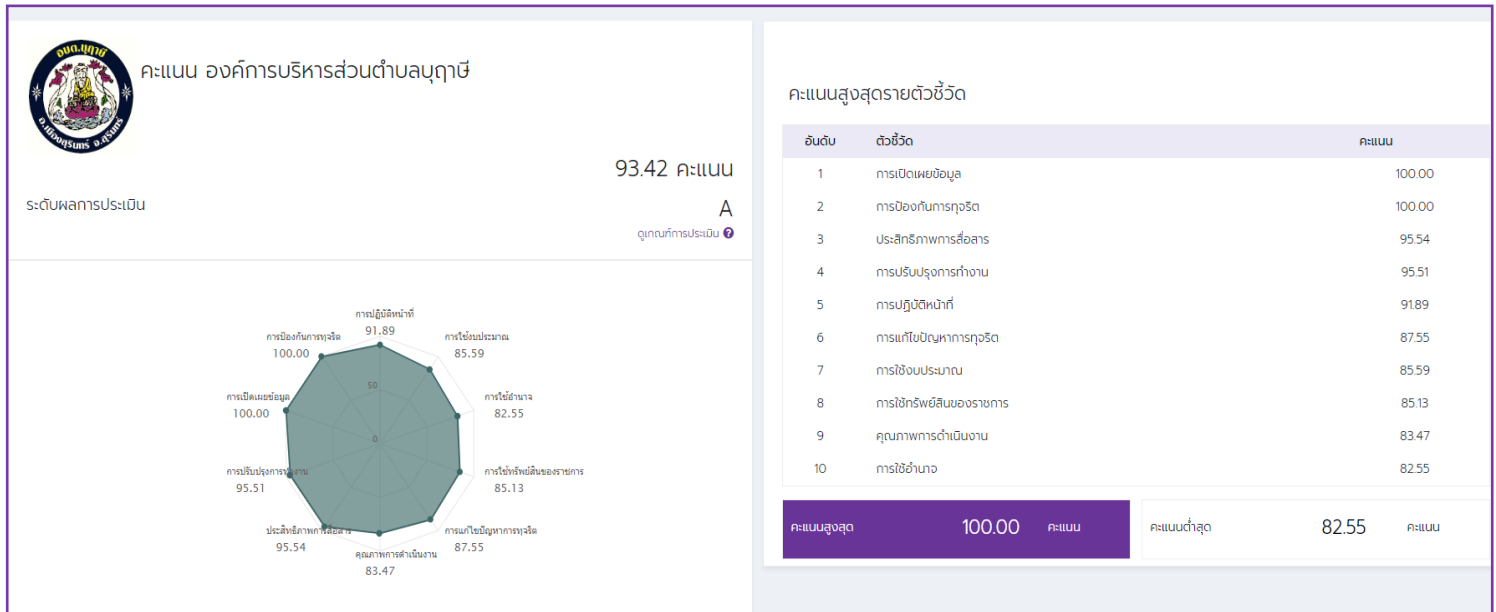 อบต.บุฤาษี
อ.เมืองสุรินทร์ จ.สุรินทร์
คะแนน องค์การบริหารส่วนตำบลบุฤาษี
93.42 คะแนน
ระดับผลการประเมิน
A
ดูเกณฑ์การประเมิน
การปฏิบัติหน้าที่
91.89
การป้องกันการทุจริต
100.00
การใช้งบประมาณ
85.59
50
การเปิดเผยข้อมูล
100.00
การใช้อำนาจ
82.55
0
การปรับปรุงการทำงาน
95.51
การใช้ทรัพย์สินของราชการ
85.13
ประสิทธิภาพการสื่อสาร
95.54
การแก้ไขปัญหาการทุจริต
87.55
คุณภาพการดำเนินงาน
83.47
คะแนนสูงสุดรายตัวชี้วัด
อันดับ ตัวชี้วัด คะแนน
1 การเปิดเผยข้อมูล 100.00
2 การป้องกันการทุจริต 100.00
3 ประสิทธิภาพการสื่อสาร 95.54
4 การปรับปรุงการทำงาน 95.51
5 การปฏิบัติหน้าที่ 91.89
6 การแก้ไขปัญหาการทุจริต 87.55
7 การใช้งบประมาณ 85.59
8 การใช้ทรัพย์สินของราชการ 85.13
9 คุณภาพการดำเนินงาน 83.47
10 การใช้อำนาจ 82.55
คะแนนสูงสุด 100.00 คะแนน
คะแนนต่ำสุด 82.55 คะแนน